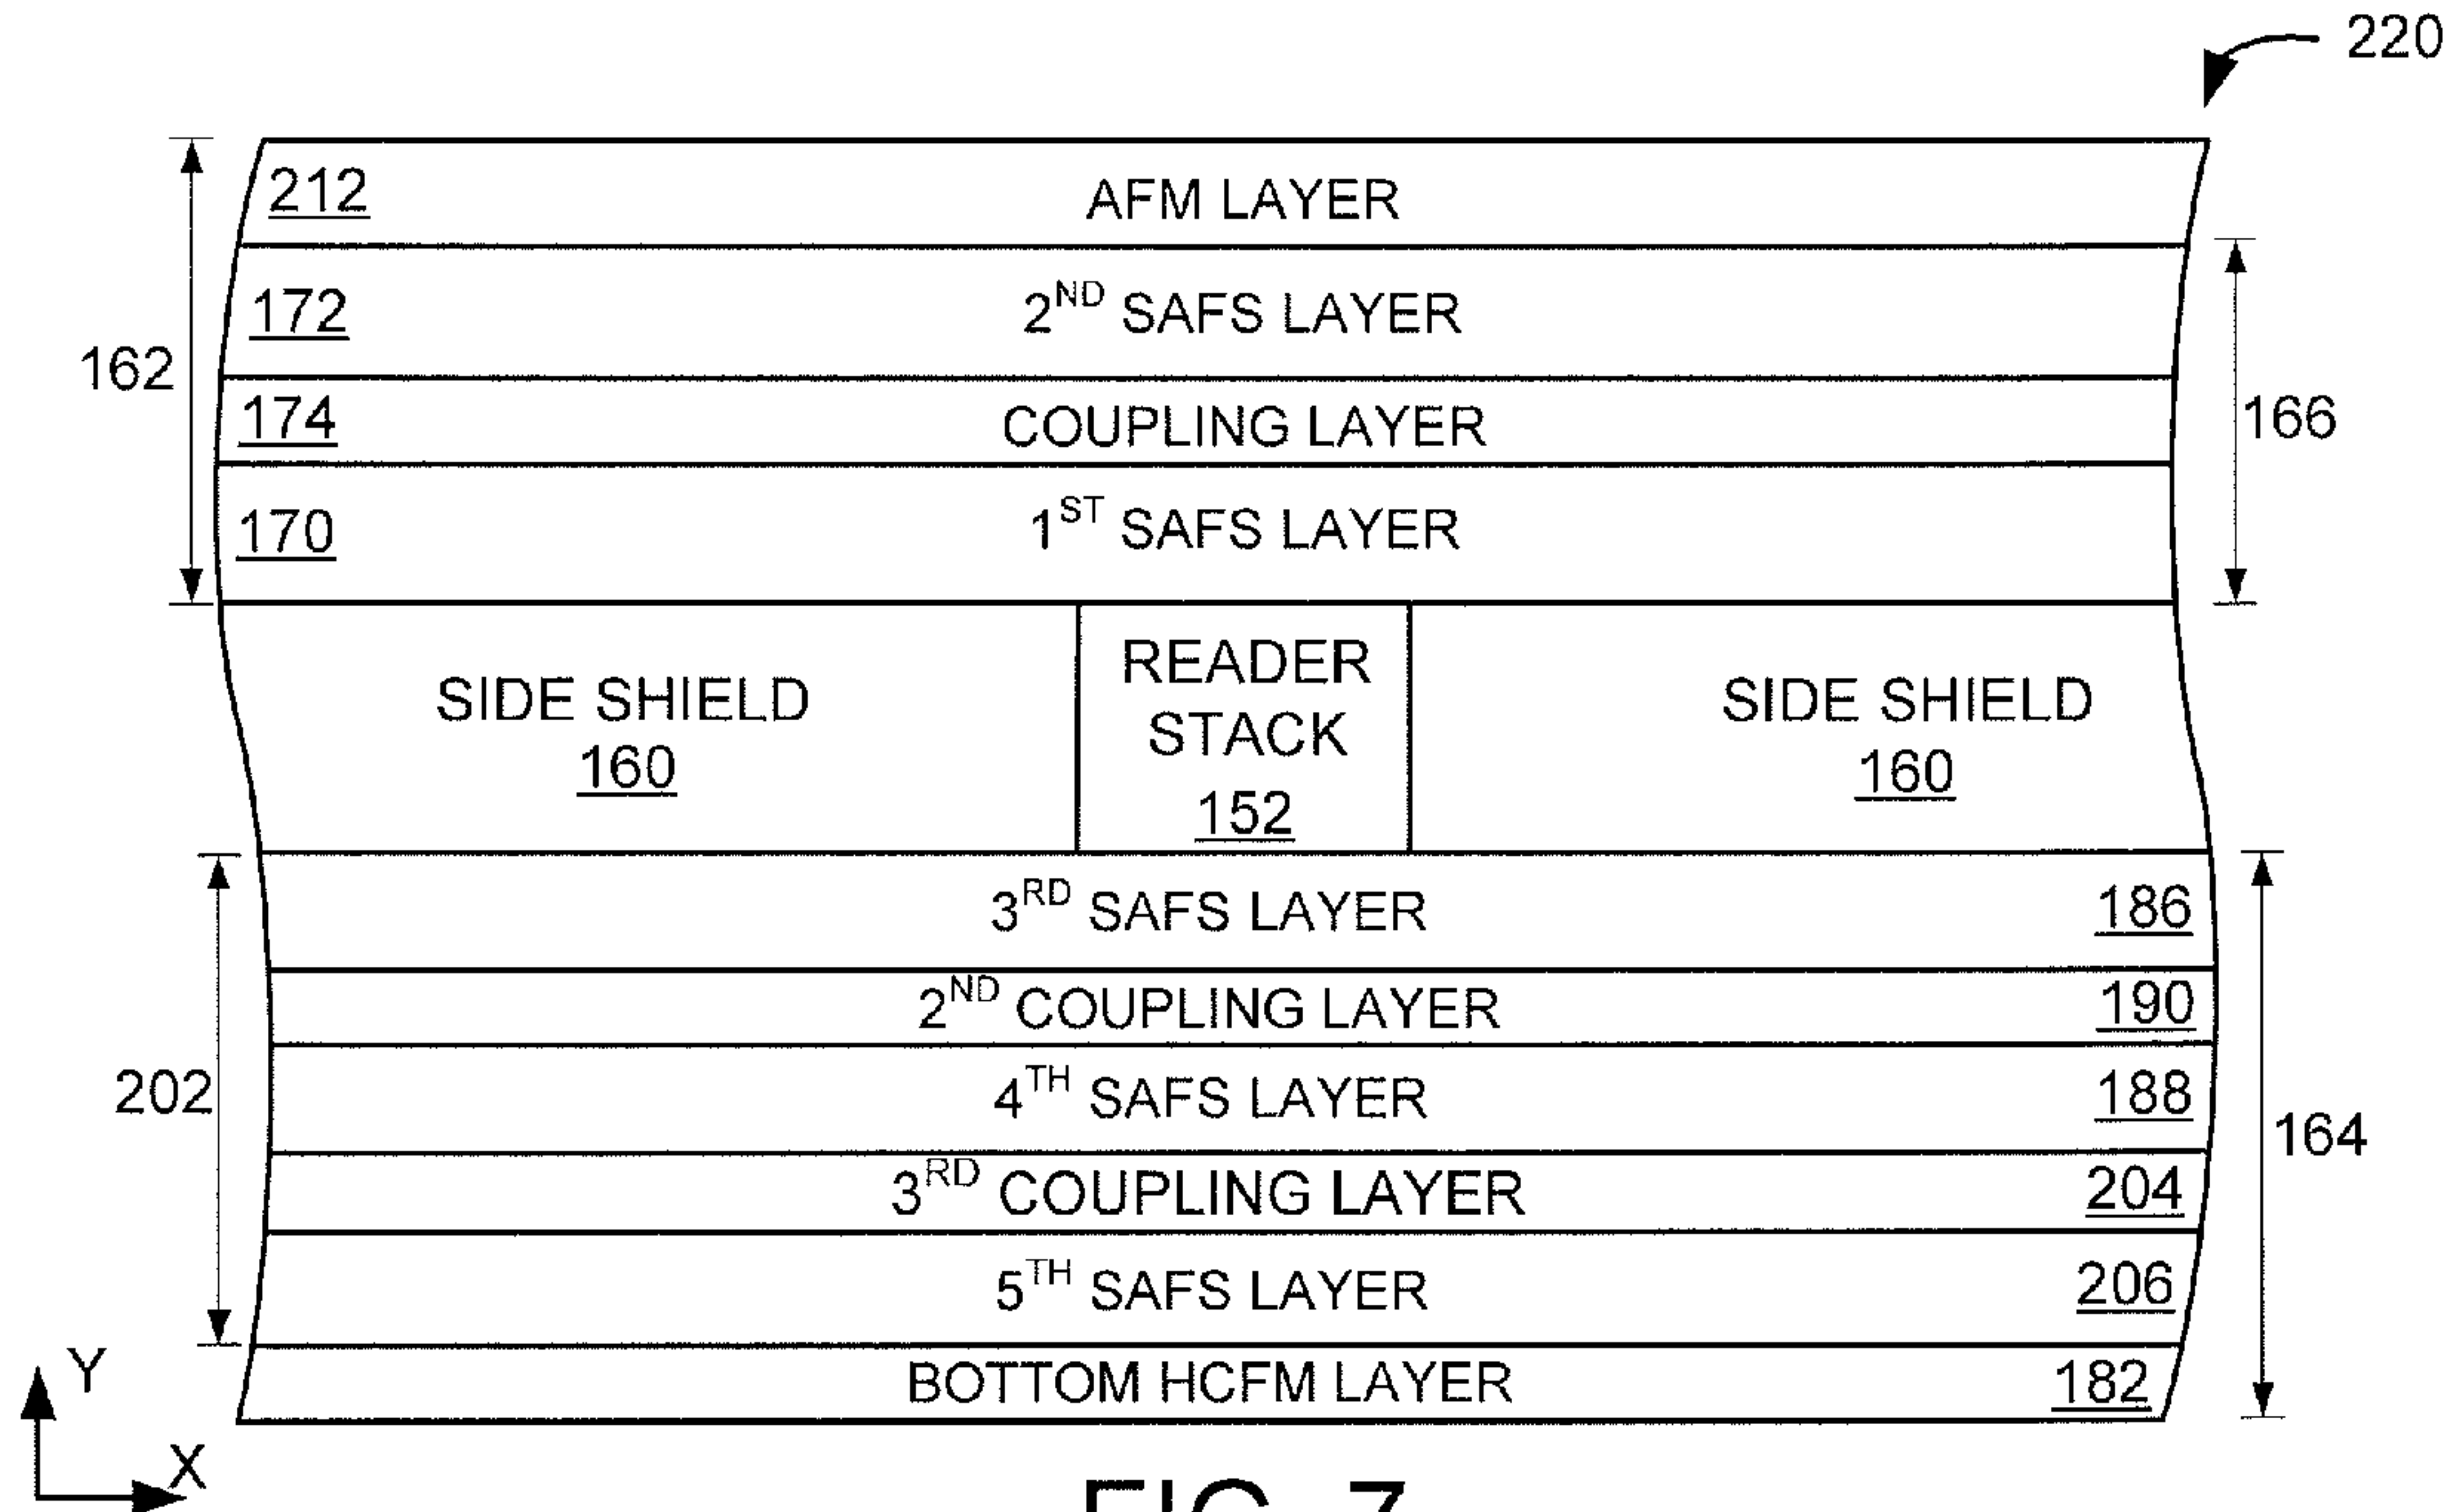 220
212 AFM LAYER
172 2ND SAFS LAYER
162
174 COUPLING LAYER
166
170 1ST SAFS LAYER
SIDE SHIELD
160
READER
STACK
152
SIDE SHIELD
160
3RD SAFS LAYER 186
2ND COUPLING LAYER 190
202
4TH SAFS LAYER 188
164
3RD COUPLING LAYER 204
5TH SAFS LAYER 206
BOTTOM HCFM LAYER 182
Y
X
FIG. 7